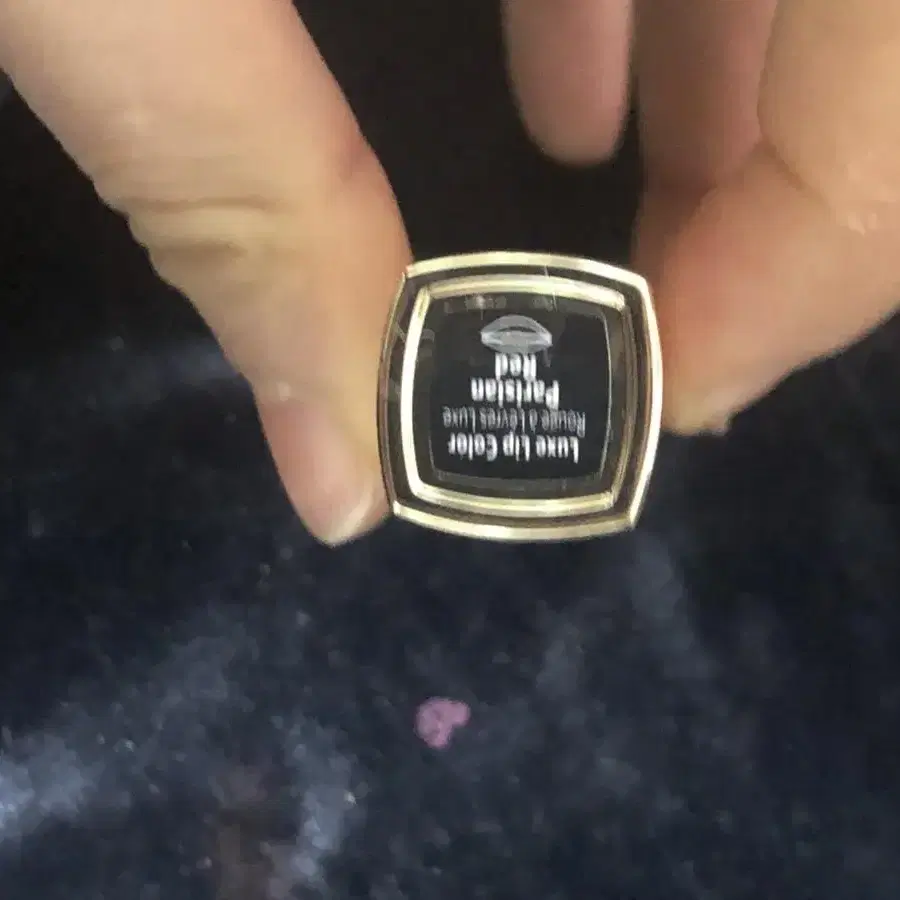 Luxe Lip Color
Rouge à Lèvres Luxe
Parisian
Red